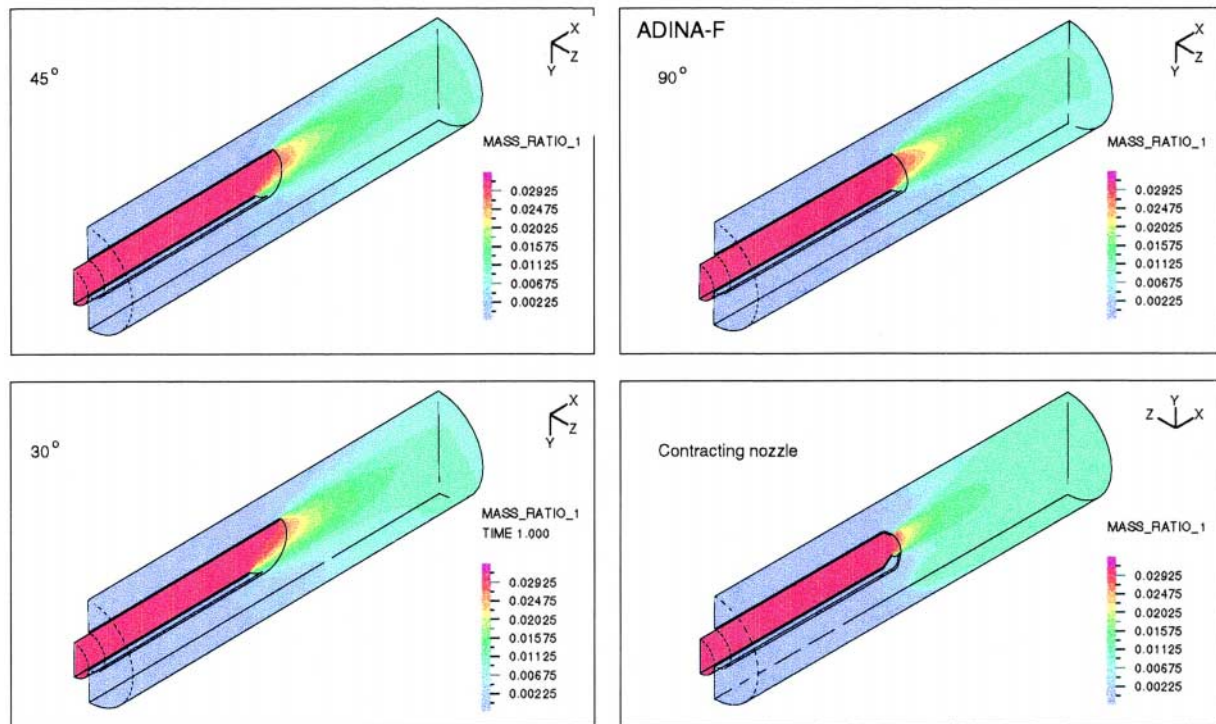 45°
X
Z
Y
MASS_RATIO_1
0.02925
0.02475
0.02025
0.01575
0.01125
0.00675
0.00225
ADINA-F
90°
X
Z
Y
MASS_RATIO_1
0.02925
0.02475
0.02025
0.01575
0.01125
0.00675
0.00225
30°
X
Z
Y
MASS_RATIO_1
TIME 1.000
0.02925
0.02475
0.02025
0.01575
0.01125
0.00675
0.00225
Contracting nozzle
Y
Z X
MASS_RATIO_1
0.02925
0.02475
0.02025
0.01575
0.01125
0.00675
0.00225